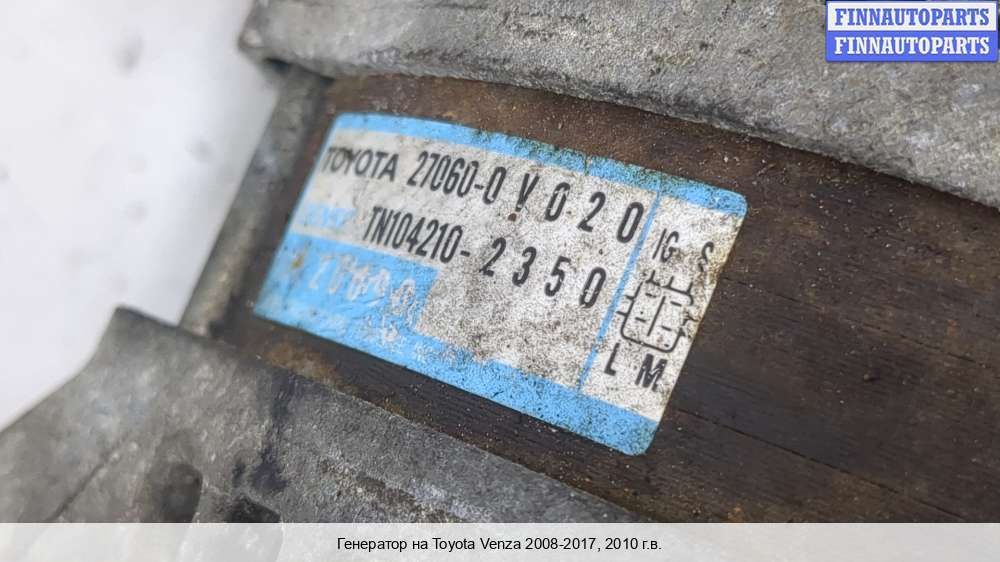 FINNAUTOPARTS
FINNAUTOPARTS
TOYOTA 27060-0V020
TN104210-2350
IG S
L M
Генератор на Toyota Venza 2008-2017, 2010 г.в.